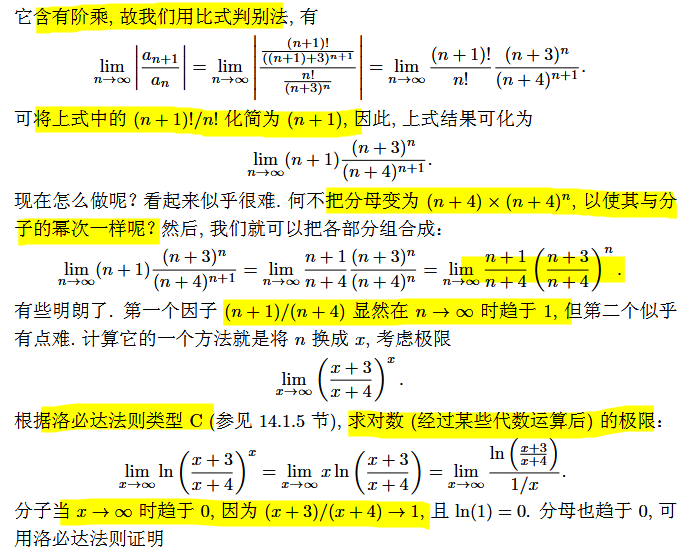 它含有阶乘, 故我们用比式判别法, 有
$$\lim_{n\to\infty}\left|\frac{a_{n+1}}{a_n}\right| = \lim_{n\to\infty}\left|\frac{\frac{(n+1)!}{((n+1)+3)^{n+1}}}{\frac{n!}{(n+3)^n}}\right| = \lim_{n\to\infty}\frac{(n+1)!}{n!}\frac{(n+3)^n}{(n+4)^{n+1}}.$$
可将上式中的 (n + 1)!/n! 化简为 (n + 1), 因此, 上式结果可化为
$$\lim_{n\to\infty}(n+1)\frac{(n+3)^n}{(n+4)^{n+1}}.$$
现在怎么做呢? 看起来似乎很难. 何不把分母变为 (n + 4) × (n + 4)^n, 以使其与分
子的幂次一样呢? 然后, 我们就可以把各部分组合成:
$$\lim_{n\to\infty}(n+1)\frac{(n+3)^n}{(n+4)^{n+1}} = \lim_{n\to\infty}\frac{n+1}{n+4}\frac{(n+3)^n}{(n+4)^n} = \lim_{n\to\infty}\frac{n+1}{n+4}\left(\frac{n+3}{n+4}\right)^n.$$
有些明朗了. 第一个因子 (n + 1)/(n + 4) 显然在 n → ∞ 时趋于 1, 但第二个似乎
有点难. 计算它的一个方法就是将 n 换成 x, 考虑极限
$$\lim_{x\to\infty}\left(\frac{x+3}{x+4}\right)^x.$$
根据洛必达法则类型 C (参见 14.1.5 节), 求对数 (经过某些代数运算后) 的极限:
$$\lim_{x\to\infty}\ln\left(\frac{x+3}{x+4}\right)^x = \lim_{x\to\infty}x\ln\left(\frac{x+3}{x+4}\right) = \lim_{x\to\infty}\frac{\ln\left(\frac{x+3}{x+4}\right)}{1/x}.$$
分子当 x → ∞ 时趋于 0, 因为 (x + 3)/(x + 4) → 1, 且 ln(1) = 0. 分母也趋于 0, 可
用洛必达法则证明